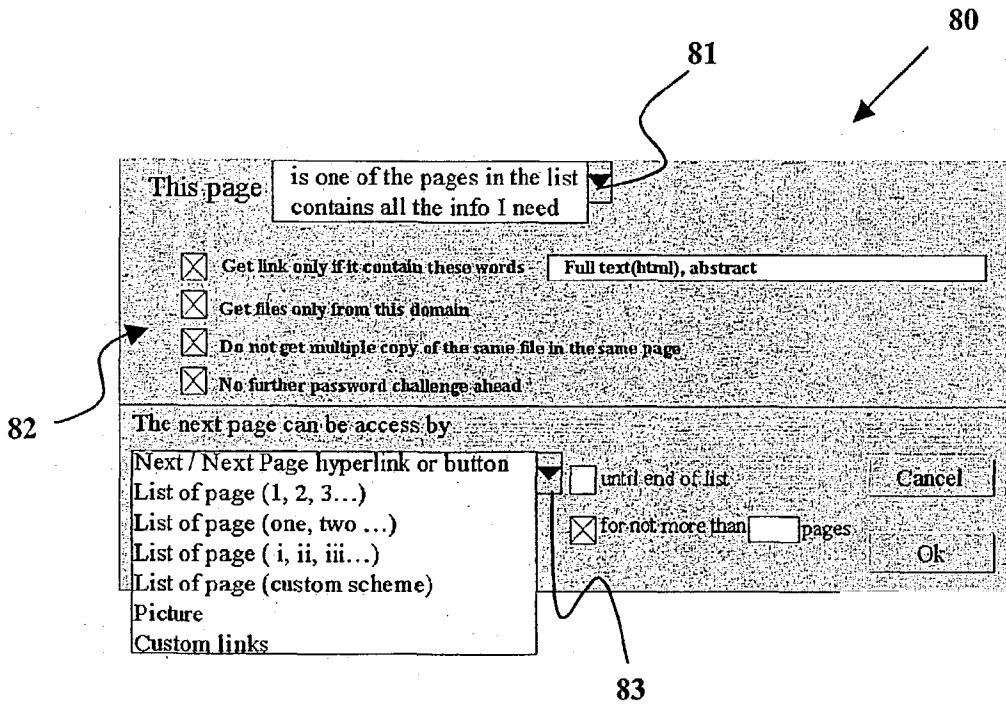 80
81
This page
is one of the pages in the list
contains all the info I need
Get link only if it contain these words
Full text(html), abstract
Get files only from this domain
Do not get multiple copy of the same file in the same page
No further password challenge ahead
82
The next page can be access by
Next / Next Page hyperlink or button
List of page (1, 2, 3...)
List of page (one, two ...)
List of page ( i, ii, iii...)
List of page (custom scheme)
Picture
Custom links
until end of list
for not more than pages
Cancel
Ok
83